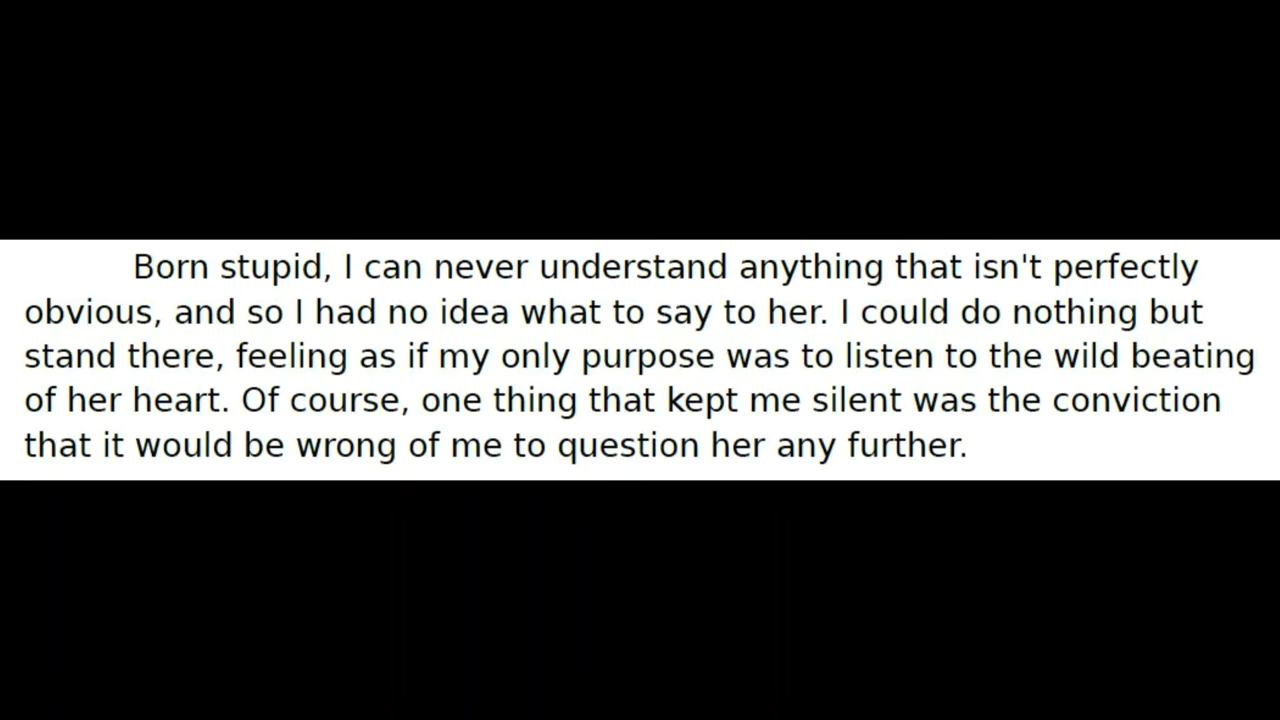 Born stupid, I can never understand anything that isn't perfectly
obvious, and so I had no idea what to say to her. I could do nothing but
stand there, feeling as if my only purpose was to listen to the wild beating
of her heart. Of course, one thing that kept me silent was the conviction
that it would be wrong of me to question her any further.